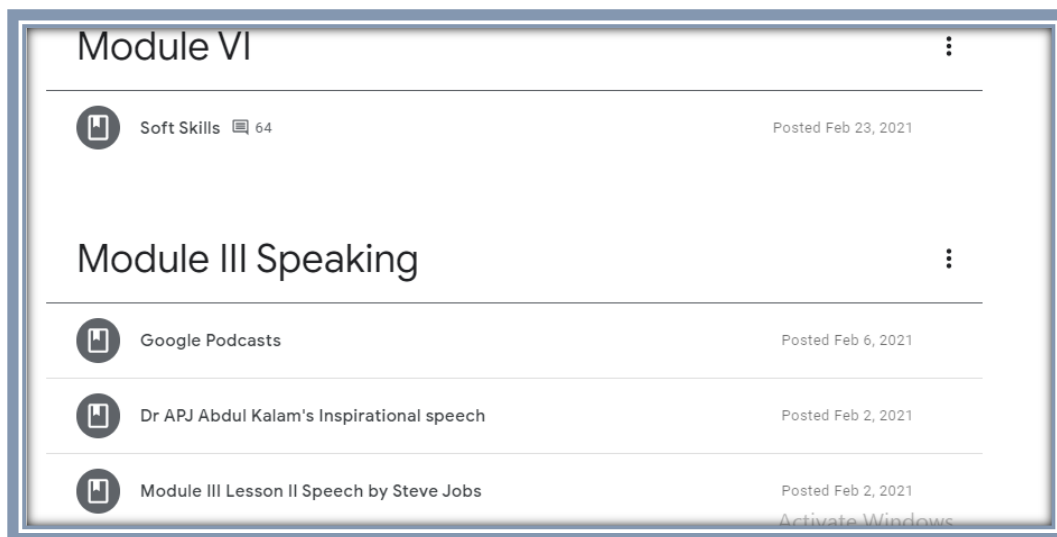 Module VI
Soft Skills 64 Posted Feb 23, 2021
Module III Speaking
Google Podcasts Posted Feb 6, 2021
Dr APJ Abdul Kalam's Inspirational speech Posted Feb 2, 2021
Module III Lesson II Speech by Steve Jobs Posted Feb 2, 2021
Activate Windows